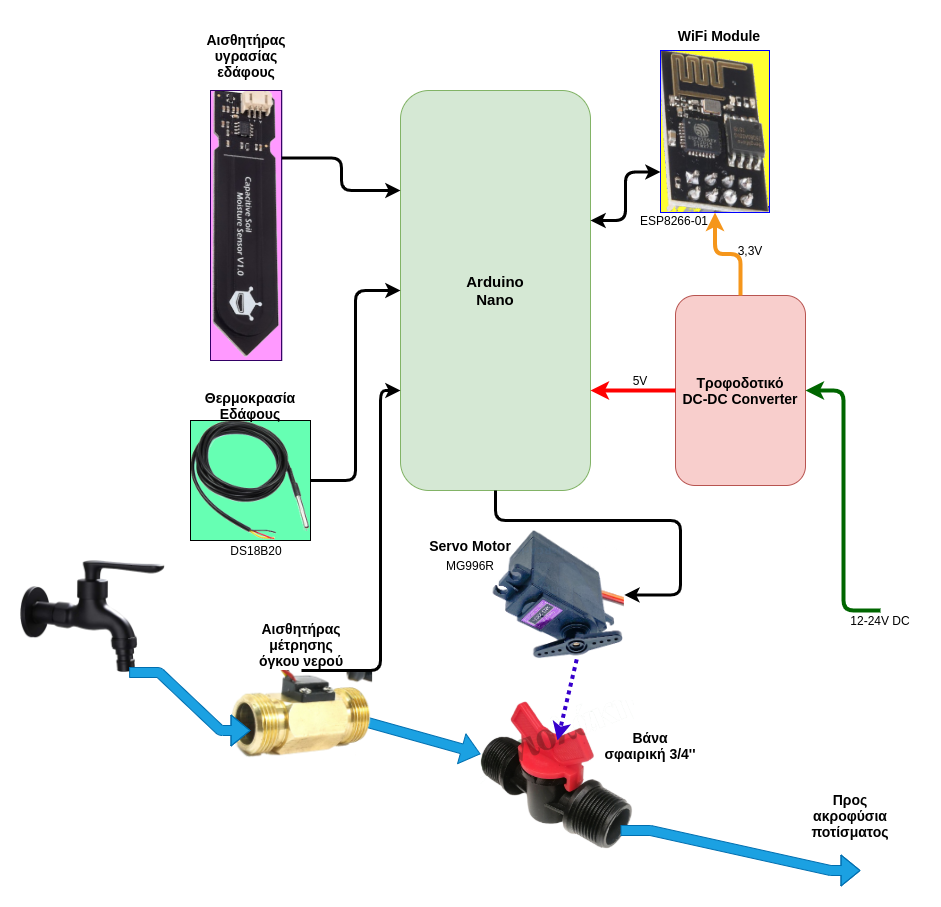 Αισθητήρας
υγρασίας
εδάφους
WiFi Module
Capacitive Soil
Moisture Sensor V1.0
ESP8266-01
3,3V
Arduino
Nano
5V
Τροφοδοτικό
DC-DC Converter
Θερμοκρασία
Εδάφους
DS18B20
Servo Motor
MG996R
12-24V DC
Αισθητήρας
μέτρησης
όγκου νερού
Βάνα
σφαιρική 3/4''
Προς
ακροφύσια
ποτίσματος